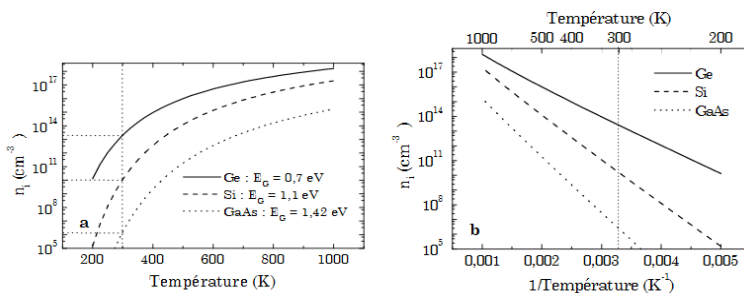 10^17
10^14
10^11
10^8
10^5
n_i (cm^-3)
Ge : E_G = 0,7 eV
Si : E_G = 1,1 eV
GaAs : E_G = 1,42 eV
a
200 400 600 800 1000
Température (K)
Température (K)
1000 500 400 300 200
10^17
10^14
10^11
10^8
10^5
n_i (cm^-3)
Ge
Si
GaAs
b
0,001 0,002 0,003 0,004 0,005
1/Température (K^-1)